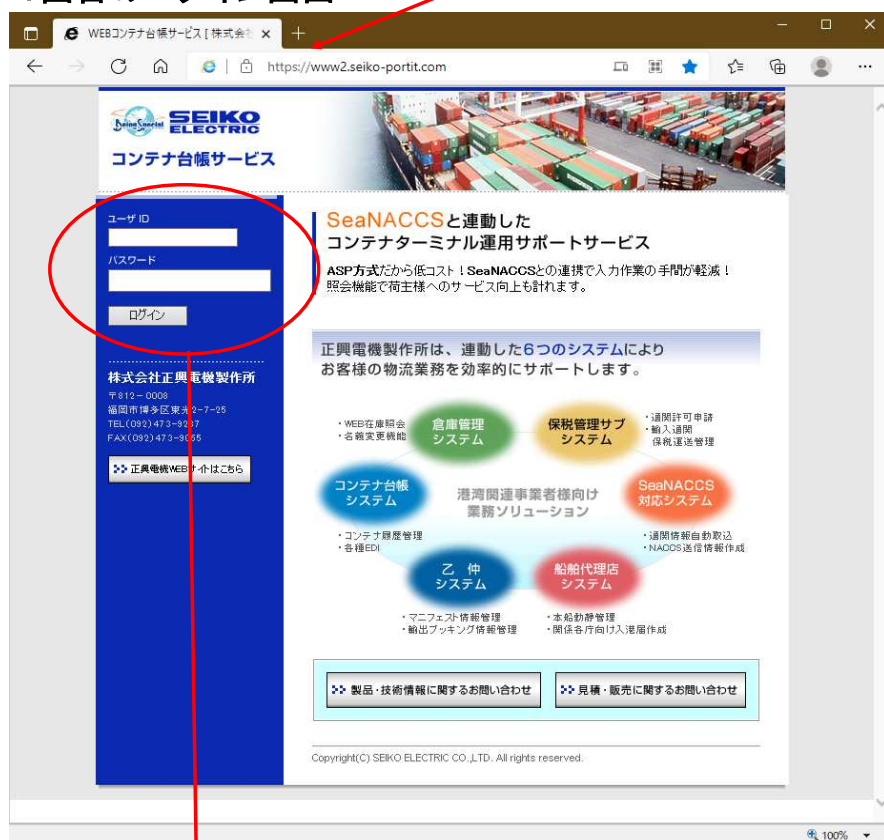 WEBコンテナ台帳サービス [ 株式会社
https://www2.seiko-portit.com
Being Special SEIKO
ELECTRIC
コンテナ台帳サービス
ユーザ ID
パスワード
ログイン
株式会社正興電機製作所
〒812-0008
福岡市博多区東光2-7-25
TEL(092)473-
FAX(092)473-9
正興電機WEBサイトはこちら
SeaNACCSと連動した
コンテナターミナル運用サポートサービス
ASP方式だから低コスト！SeaNACCSとの連携で入力作業の手間が軽減！
照会機能で荷主様へのサービス向上も計れます。
正興電機製作所は、連動した6つのシステムにより
お客様の物流業務を効率的にサポートします。
・WEB在庫照会
・名義変更機能
倉庫管理
システム
保税管理サブ
システム
・通関許可申請
・輸入通関
保税運送管理
コンテナ台帳
システム
港湾関連事業者様向け
業務ソリューション
SeaNACCS
対応システム
・コンテナ履歴管理
・各種EDI
・通関情報自動取込
・NACCS送信情報作成
乙 仲
システム
船舶代理店
システム
・マニフェスト情報管理
・輸出ブッキング情報管理
・本船動静管理
・関係各庁向け入港届作成
製品・技術情報に関するお問い合わせ
見積・販売に関するお問い合わせ
Copyright(C) SEIKO ELECTRIC CO.,LTD. All rights reserved.
100%